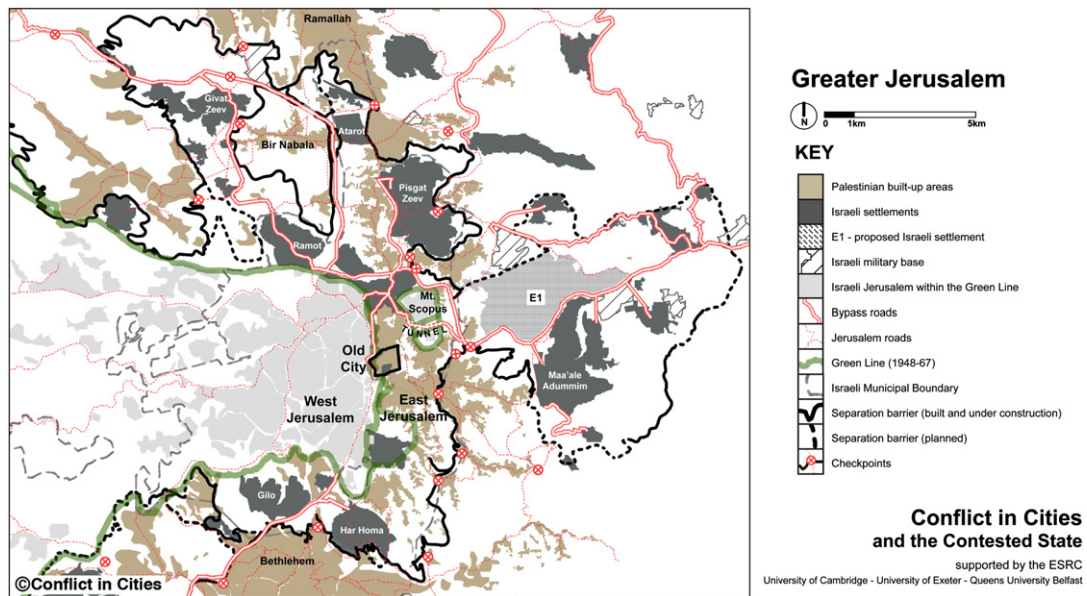 Ramallah
Givat
Zeev
Atarot
Bir Nabala
Pisgat
Zeev
Ramot
Mt.
Scopus
E1
TUNNEL
Old
City
Maa'ale
Adummim
West
Jerusalem
East
Jerusalem
Gilo
Har Homa
Bethlehem
©Conflict in Cities
Greater Jerusalem
N
0 1km 5km
KEY
Palestinian built-up areas
Israeli settlements
E1 - proposed Israeli settlement
Israeli military base
Israeli Jerusalem within the Green Line
Bypass roads
Jerusalem roads
Green Line (1948-67)
Israeli Municipal Boundary
Separation barrier (built and under construction)
Separation barrier (planned)
Checkpoints
Conflict in Cities
and the Contested State
supported by the ESRC
University of Cambridge - University of Exeter - Queens University Belfast